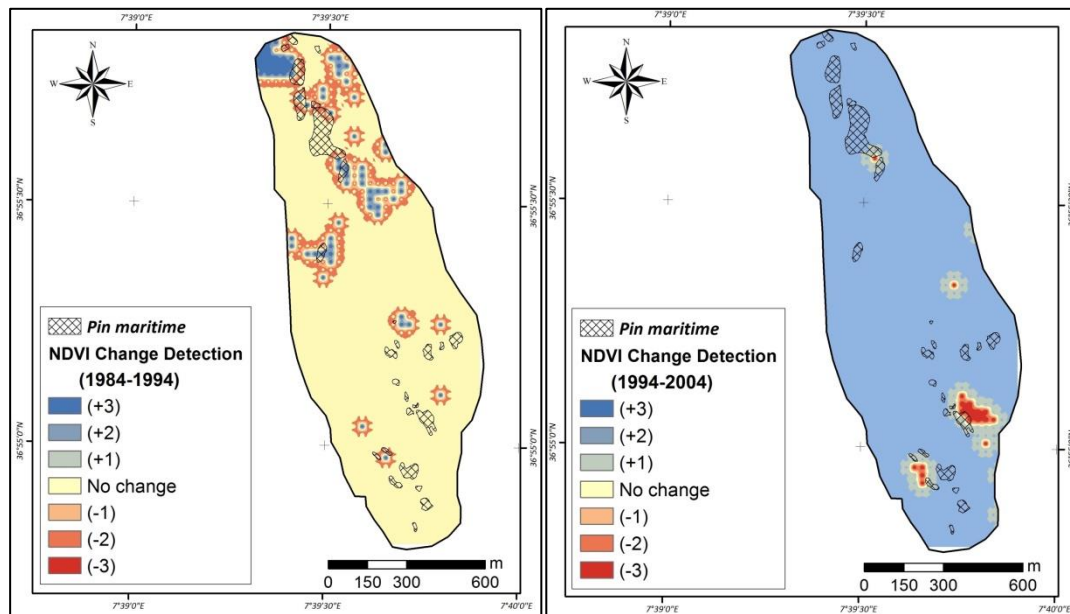 7°39'0"E 7°39'30"E
N
W E
S
36°55'30"N
36°55'0"N
Pin maritime
NDVI Change Detection
(1984-1994)
(+3)
(+2)
(+1)
No change
(-1)
(-2)
(-3)
m
0 150 300 600
7°39'0"E 7°39'30"E 7°40'0"E
7°39'0"E 7°39'30"E
N
W E
S
36°55'30"N
36°55'0"N
Pin maritime
NDVI Change Detection
(1994-2004)
(+3)
(+2)
(+1)
No change
(-1)
(-2)
(-3)
m
0 150 300 600
7°39'0"E 7°39'30"E 7°40'0"E